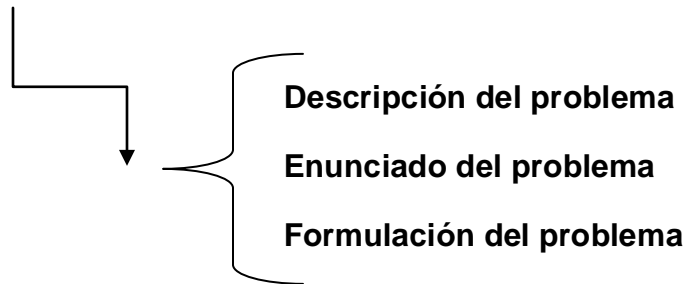 Descripción del problema
Enunciado del problema
Formulación del problema